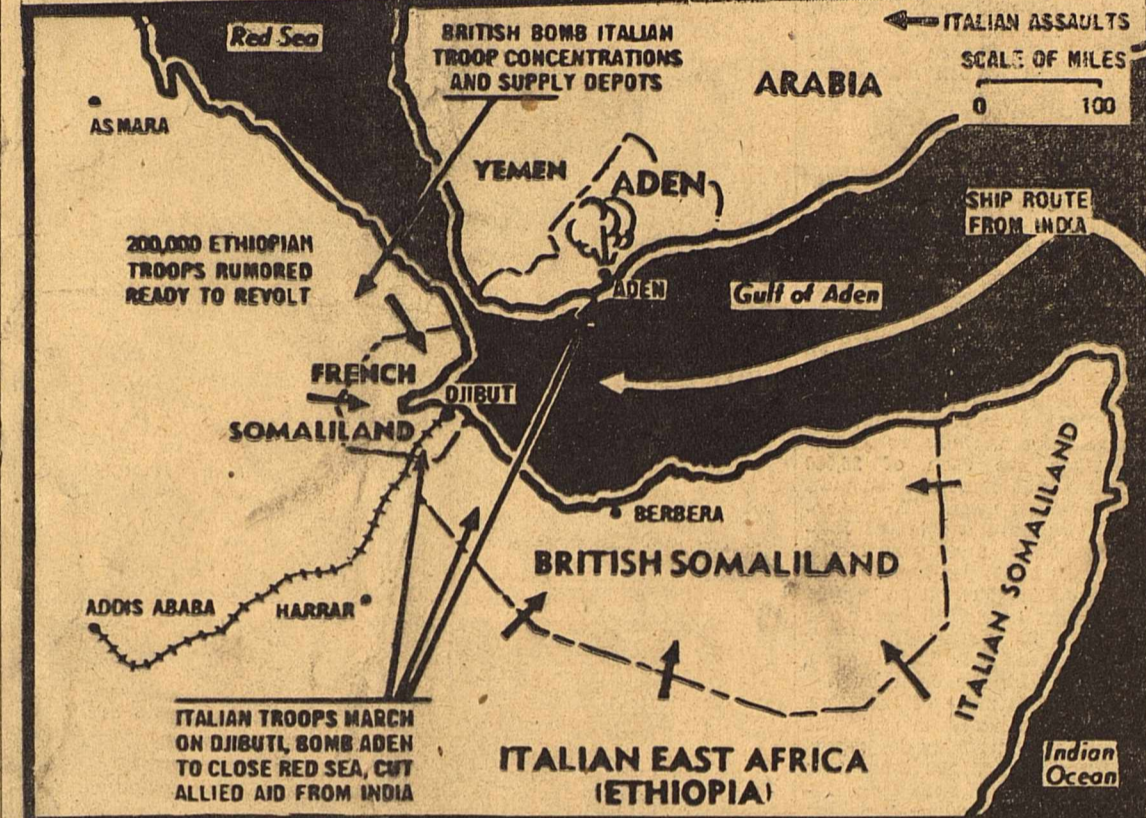 Red Sea
BRITISH BOMB ITALIAN
TROOP CONCENTRATIONS
AND SUPPLY DEPOTS
ITALIAN ASSAULTS
SCALE OF MILES
0 100
ARABIA
ASMARA
YEMEN
ADEN
SHIP ROUTE
FROM INDIA
200,000 ETHIOPIAN
TROOPS RUMORED
READY TO REVOLT
ADEN
Gulf of Aden
FRENCH
SOMALILAND
DJIBUT
BERBERA
BRITISH SOMALILAND
ITALIAN SOMALILAND
ADDIS ABABA
HARRAR
ITALIAN TROOPS MARCH
ON DJIBUTI, BOMB ADEN
TO CLOSE RED SEA, CUT
ALLIED AID FROM INDIA
ITALIAN EAST AFRICA
(ETHIOPIA)
Indian
Ocean